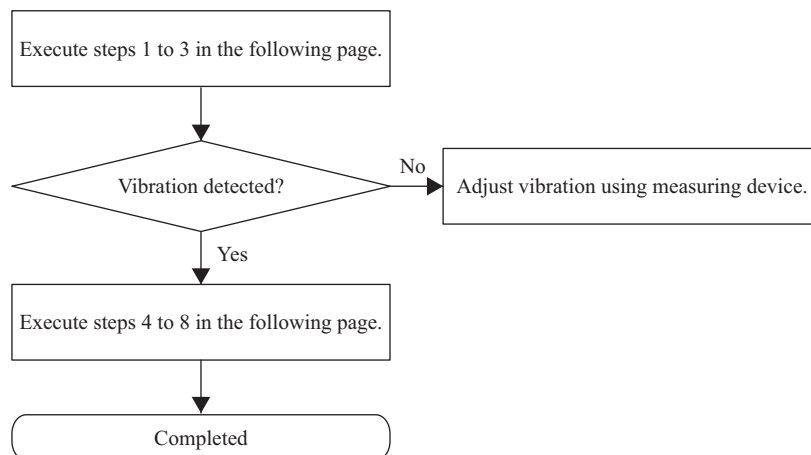 Execute steps 1 to 3 in the following page.
Vibration detected?
No
Adjust vibration using measuring device.
Yes
Execute steps 4 to 8 in the following page.
Completed